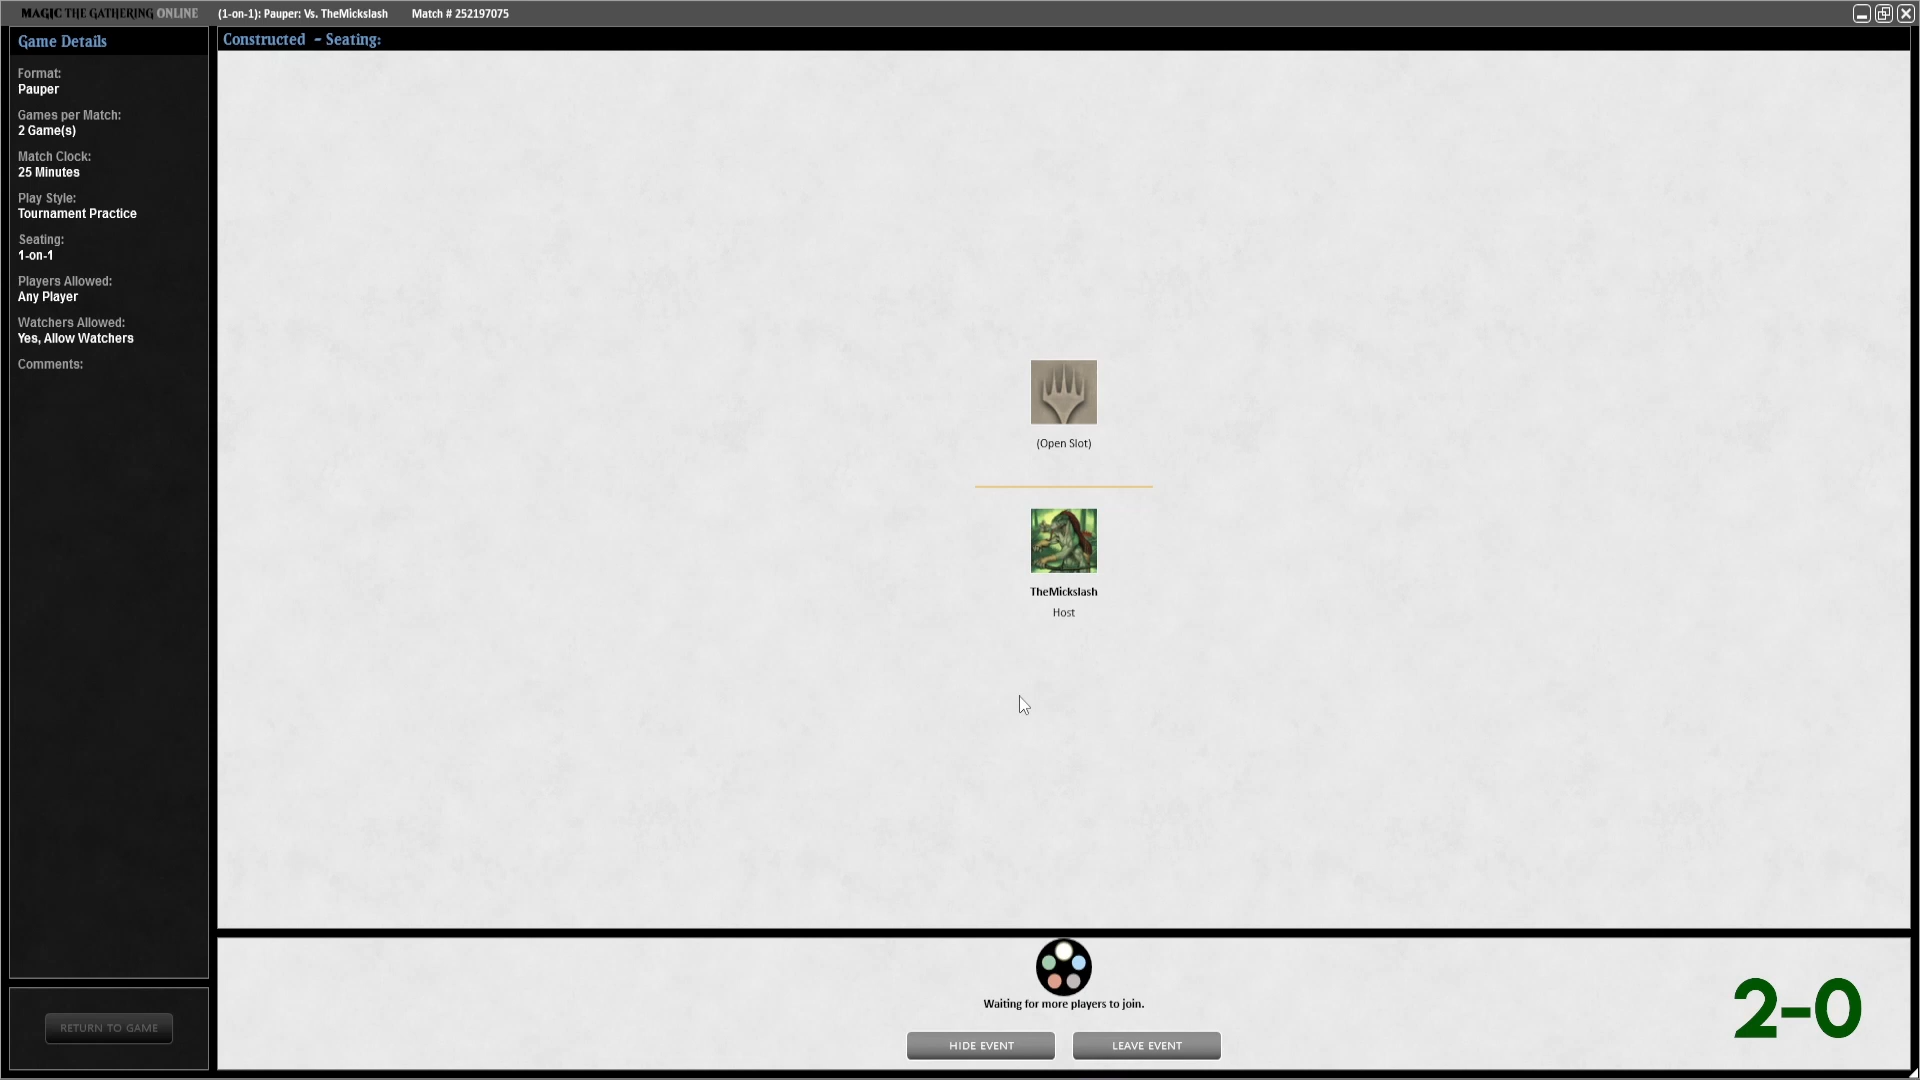 MAGIC THE GATHERING ONLINE (1-on-1): Pauper: Vs. TheMickslash Match # 252197075
Game Details
Format:
Pauper
Games per Match:
2 Game(s)
Match Clock:
25 Minutes
Play Style:
Tournament Practice
Seating:
1-on-1
Players Allowed:
Any Player
Watchers Allowed:
Yes, Allow Watchers
Comments:
RETURN TO GAME
Constructed - Seating:
(Open Slot)
TheMickslash
Host
Waiting for more players to join.
HIDE EVENT LEAVE EVENT
2-0